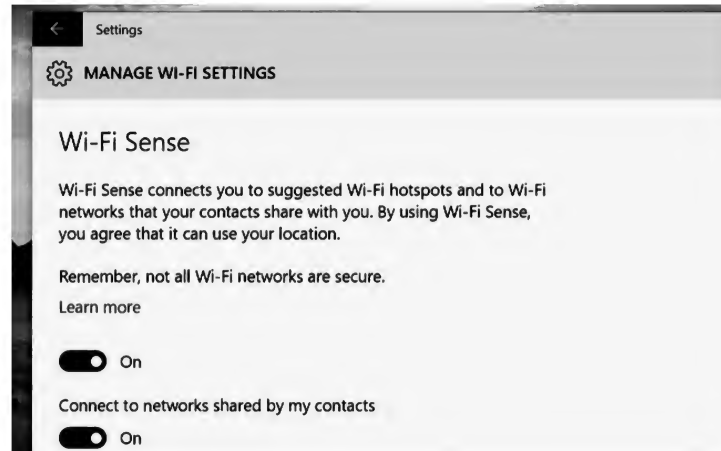 Settings
MANAGE WI-FI SETTINGS
Wi-Fi Sense
Wi-Fi Sense connects you to suggested Wi-Fi hotspots and to Wi-Fi
networks that your contacts share with you. By using Wi-Fi Sense,
you agree that it can use your location.
Remember, not all Wi-Fi networks are secure.
Learn more
On
Connect to networks shared by my contacts
On